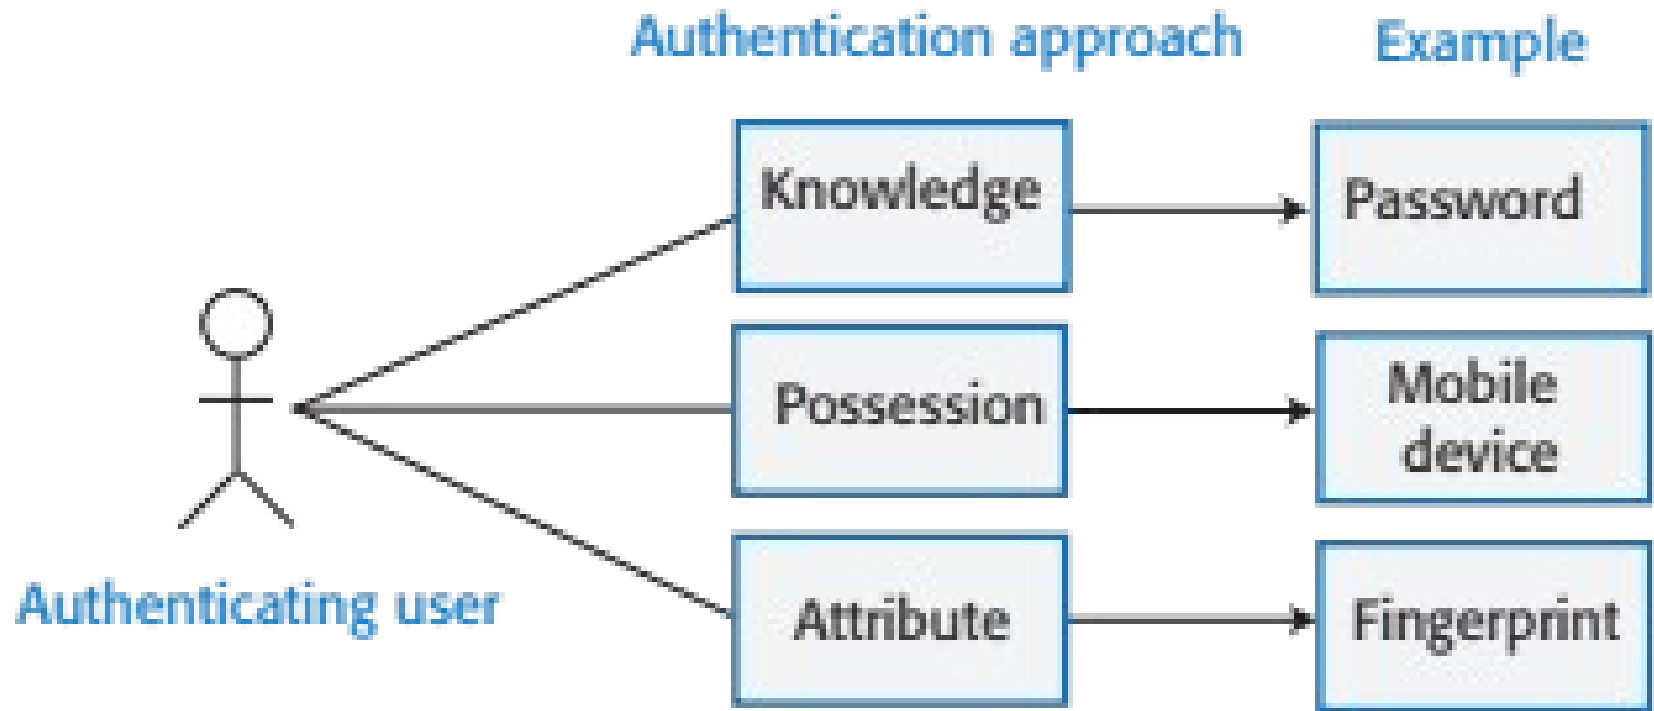 Authentication approach
Example
Knowledge
Password
Possession
Mobile
device
Attribute
Fingerprint
Authenticating user